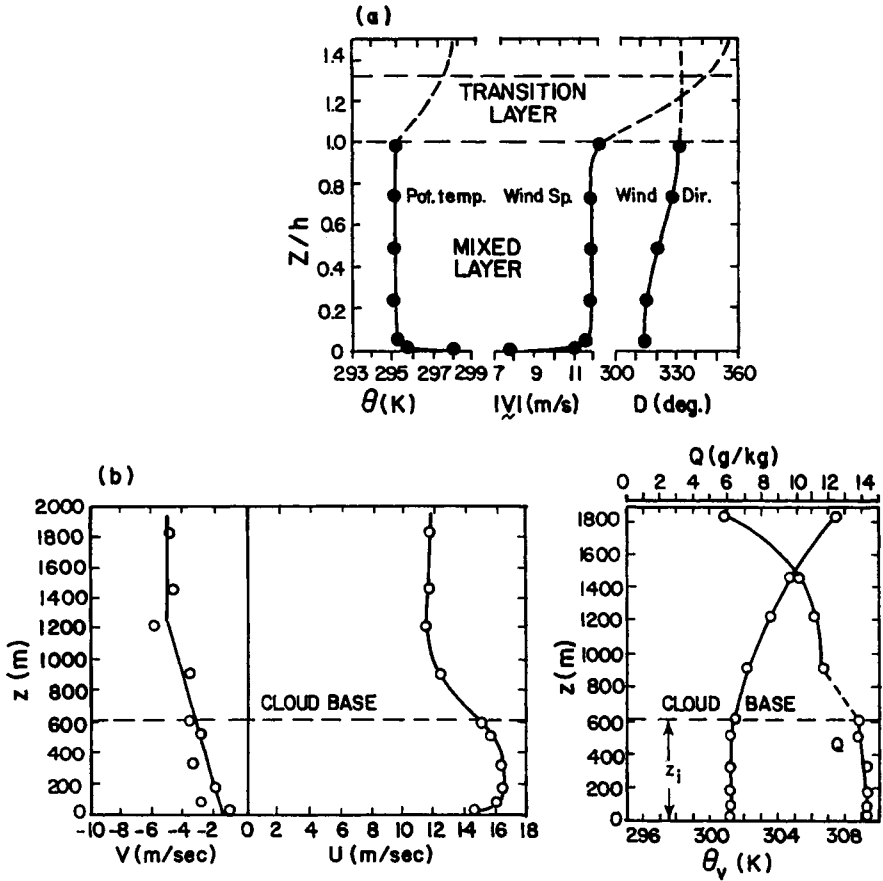 (a)
1.4
1.2
1.0
0.8
0.6
0.4
0.2
0
Z/h
TRANSITION
LAYER
Pot. temp. Wind Sp. Wind Dir.
MIXED
LAYER
293 295 297 299 7 9 11 300 330 360
θ(K) |V|(m/s) D (deg.)
(b)
2000
1800
1600
1400
1200
1000
800
600
400
200
0
z (m)
CLOUD BASE
-10 -8 -6 -4 -2 0 2 4 6 8 10 12 14 16 18
V (m/sec) U (m/sec)
Q (g/kg)
0 2 4 6 8 10 12 14
1800
1600
1400
1200
1000
800
600
400
200
0
z(m)
CLOUD BASE
Q
zi
296 300 304 308
θv (K)